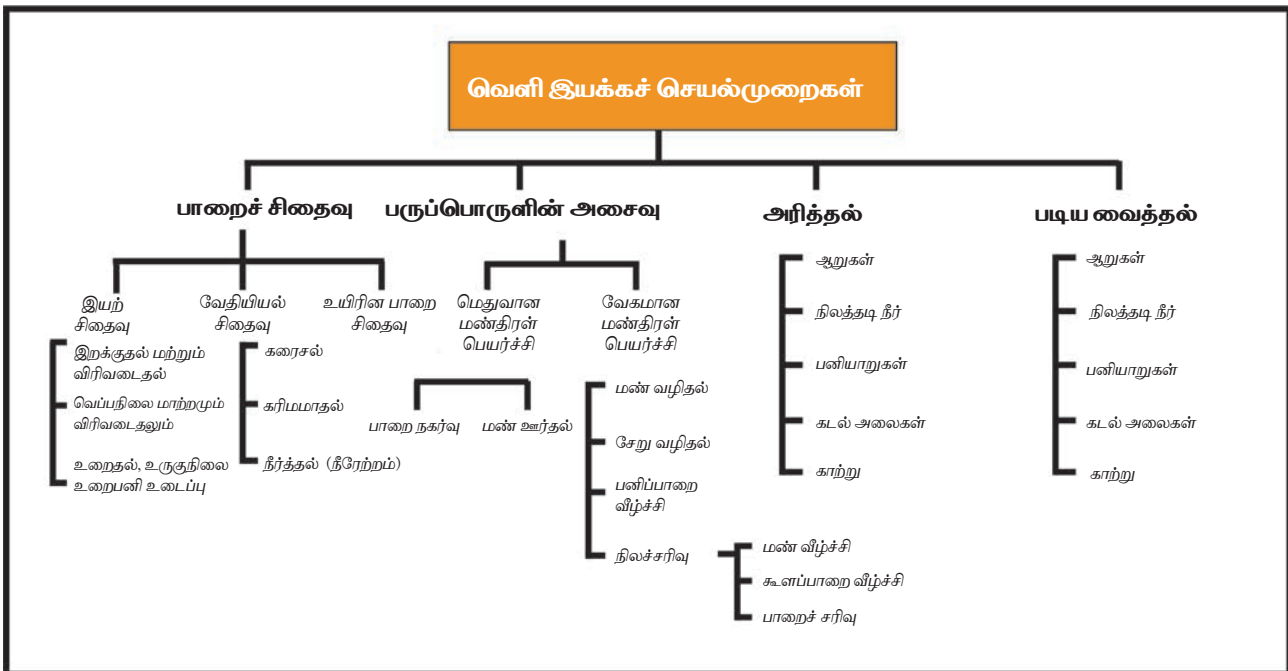 வெளி இயக்கச் செயல்முறைகள்
பாறைச் சிதைவு
பருப்பொருளின் அசைவு
அரித்தல்
படிய வைத்தல்
இயற்
சிதைவு
இறக்குதல் மற்றும்
விரிவடைதல்
வெப்பநிலை மாற்றமும்
விரிவடைதலும்
உறைதல், உருகுநிலை
உறைபனி உடைப்பு
வேதியியல்
சிதைவு
கரைசல்
கரிமமாதல்
நீர்த்தல் (நீரேற்றம்)
உயிரின பாறை
சிதைவு
மெதுவான
மண்திரள்
பெயர்ச்சி
பாறை நகர்வு
மண் ஊர்தல்
வேகமான
மண்திரள்
பெயர்ச்சி
மண் வழிதல்
சேறு வழிதல்
பனிப்பாறை
வீழ்ச்சி
நிலச்சரிவு
மண் வீழ்ச்சி
கூளப்பாறை வீழ்ச்சி
பாறைச் சரிவு
ஆறுகள்
நிலத்தடி நீர்
பனியாறுகள்
கடல் அலைகள்
காற்று
ஆறுகள்
நிலத்தடி நீர்
பனியாறுகள்
கடல் அலைகள்
காற்று